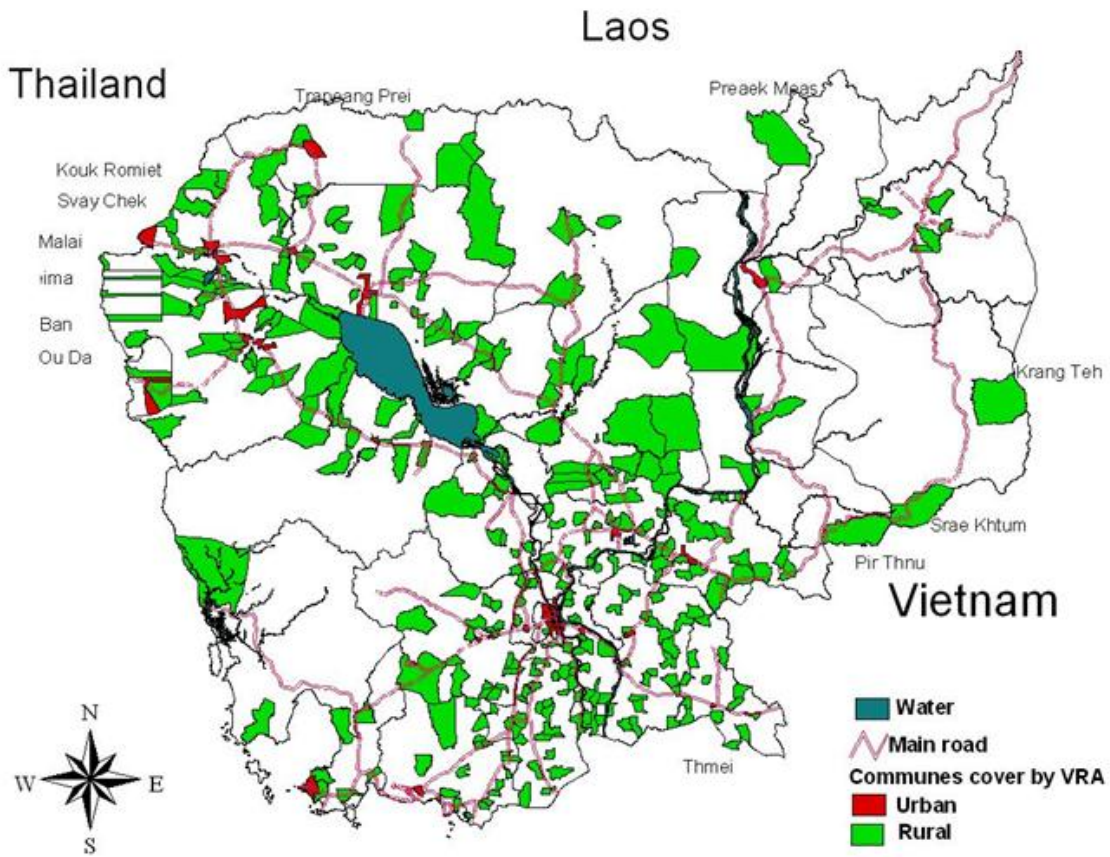 Laos
Thailand
Trapeang Prei
Preaek Meas
Kouk Romiet
Svay Chek
Malai
ima
Ban
Ou Da
Krang Teh
Srae Khtum
Pir Thnu
Vietnam
Thmei
N
W
E
S
Water
Main road
Communes cover by VRA
Urban
Rural